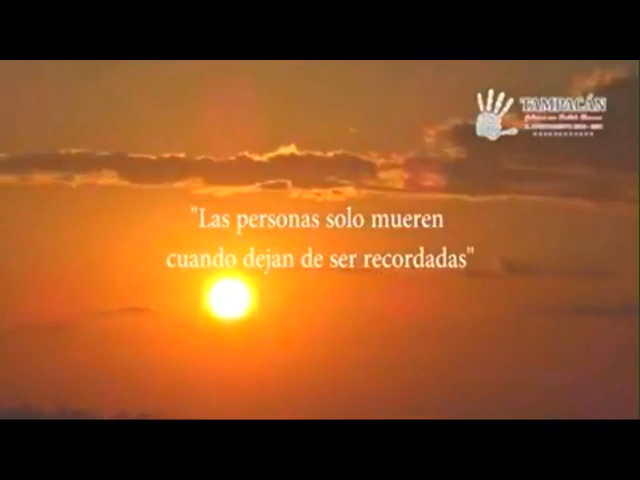 TAMPACÁN
"Las personas solo mueren
cuando dejan de ser recordadas"